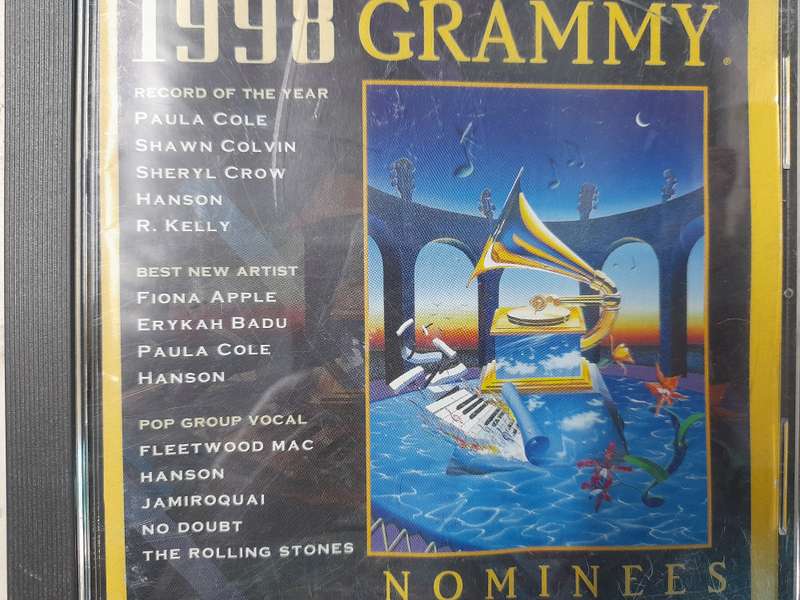 1998 GRAMMY®
RECORD OF THE YEAR
PAULA COLE
SHAWN COLVIN
SHERYL CROW
HANSON
R. KELLY
BEST NEW ARTIST
FIONA APPLE
ERYKAH BADU
PAULA COLE
HANSON
POP GROUP VOCAL
FLEETWOOD MAC
HANSON
JAMIROQUAI
NO DOUBT
THE ROLLING STONES
NOMINEES